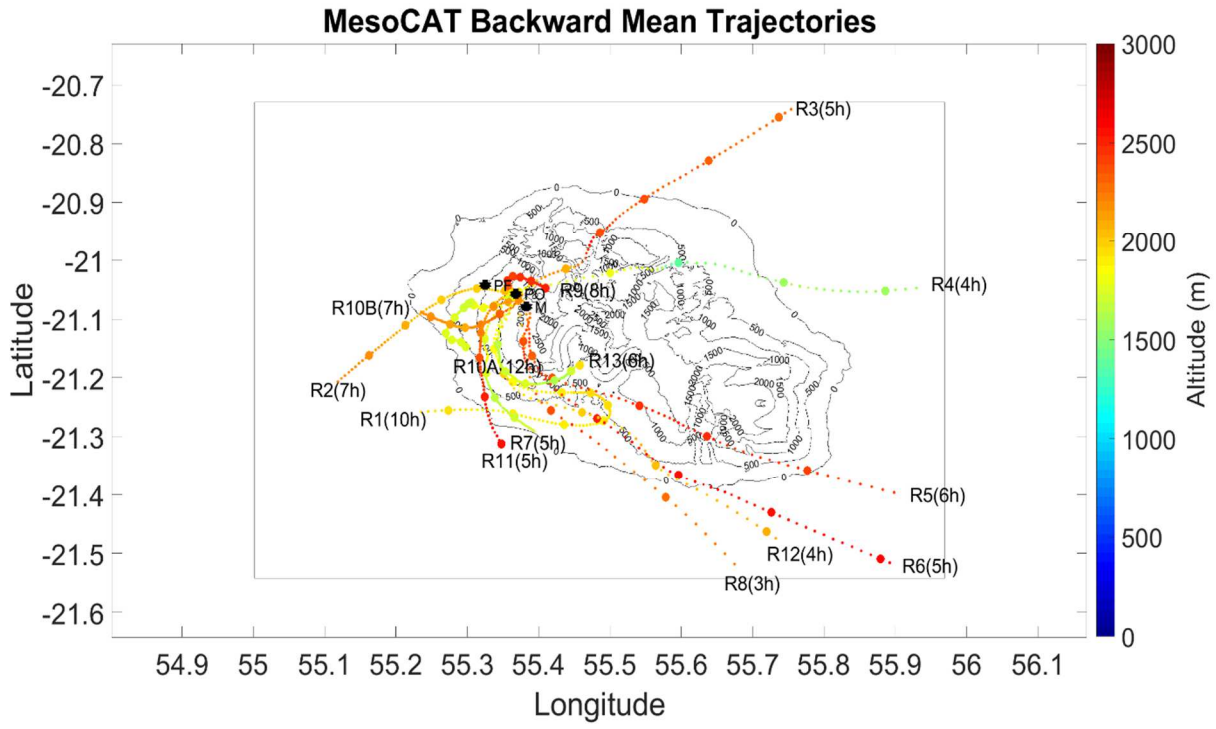 MesoCAT Backward Mean Trajectories
3000
2500
2000
1500
1000
500
0
Altitude (m)
-20.7
-20.8
-20.9
-21
-21.1
-21.2
-21.3
-21.4
-21.5
-21.6
Latitude
R3(5h)
R4(4h)
R9(8h)
PF
PO
M
R10B(7h)
R10A(12h)
R13(6h)
R2(7h)
R1(10h)
R7(5h)
R11(5h)
R5(6h)
R12(4h)
R6(5h)
R8(3h)
54.9 55 55.1 55.2 55.3 55.4 55.5 55.6 55.7 55.8 55.9 56 56.1
Longitude